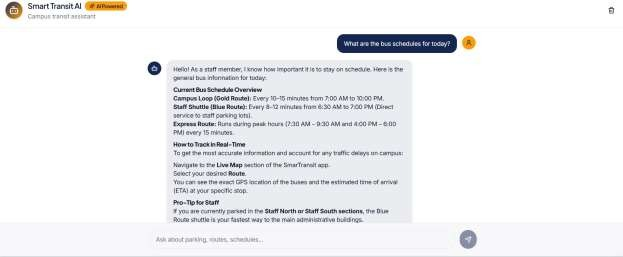 Smart Transit AI AI Powered
Campus transit assistant
What are the bus schedules for today?
Hello! As a staff member, I know how important it is to stay on schedule. Here is the
general bus information for today:
Current Bus Schedule Overview
Campus Loop (Gold Route): Every 10–15 minutes from 7:00 AM to 10:00 PM.
Staff Shuttle (Blue Route): Every 8–12 minutes from 6:30 AM to 7:00 PM (Direct
service to staff parking lots).
Express Route: Runs during peak hours (7:30 AM – 9:30 AM and 4:00 PM – 6:00
PM) every 15 minutes.
How to Track in Real-Time
To get the most accurate information and account for any traffic delays on campus:
Navigate to the Live Map section of the SmarTransit app.
Select your desired Route.
You can see the exact GPS location of the buses and the estimated time of arrival
(ETA) at your specific stop.
Pro-Tip for Staff
If you are currently parked in the Staff North or Staff South sections, the Blue
Route shuttle is your fastest way to the main administrative buildings.
Ask about parking, routes, schedules...